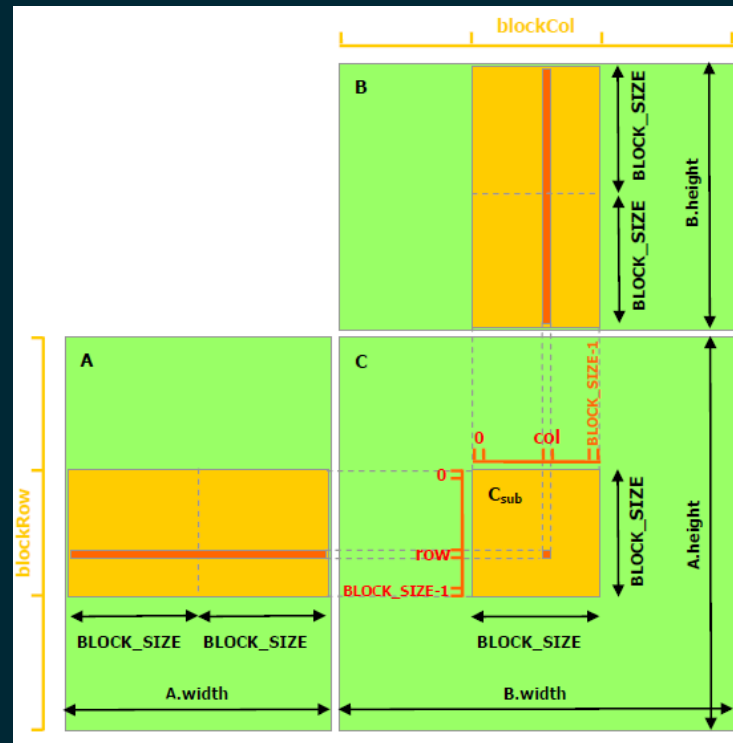 blockCol
B
BLOCK_SIZE
BLOCK_SIZE
B.height
A
C
BLOCK_SIZE-1
0
col
blockRow
0
Csub
row
BLOCK_SIZE
A.height
BLOCK_SIZE-1
BLOCK_SIZE
BLOCK_SIZE
BLOCK_SIZE
A.width
B.width